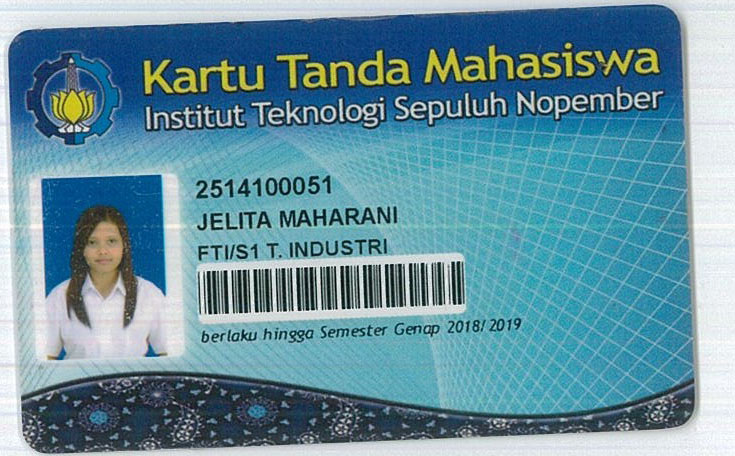 Kartu Tanda Mahasiswa
Institut Teknologi Sepuluh Nopember
2514100051
JELITA MAHARANI
FTI/S1 T. INDUSTRI
berlaku hingga Semester Genap 2018/2019